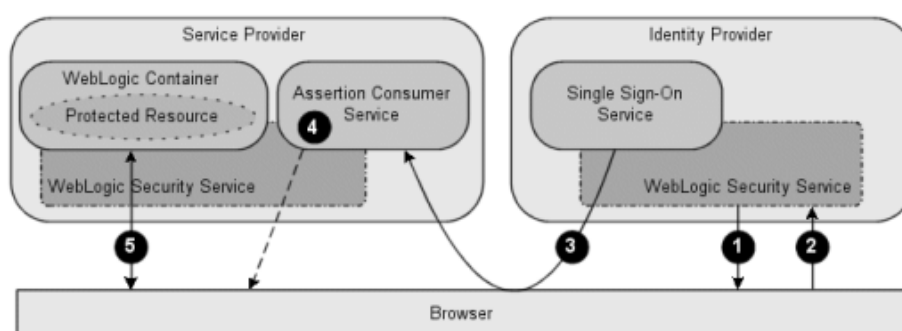 Service Provider
Identity Provider
WebLogic Container
Protected Resource
Assertion Consumer
Service
4
Single Sign-On
Service
WebLogic Security Service
WebLogic Security Service
5
3
1
2
Browser